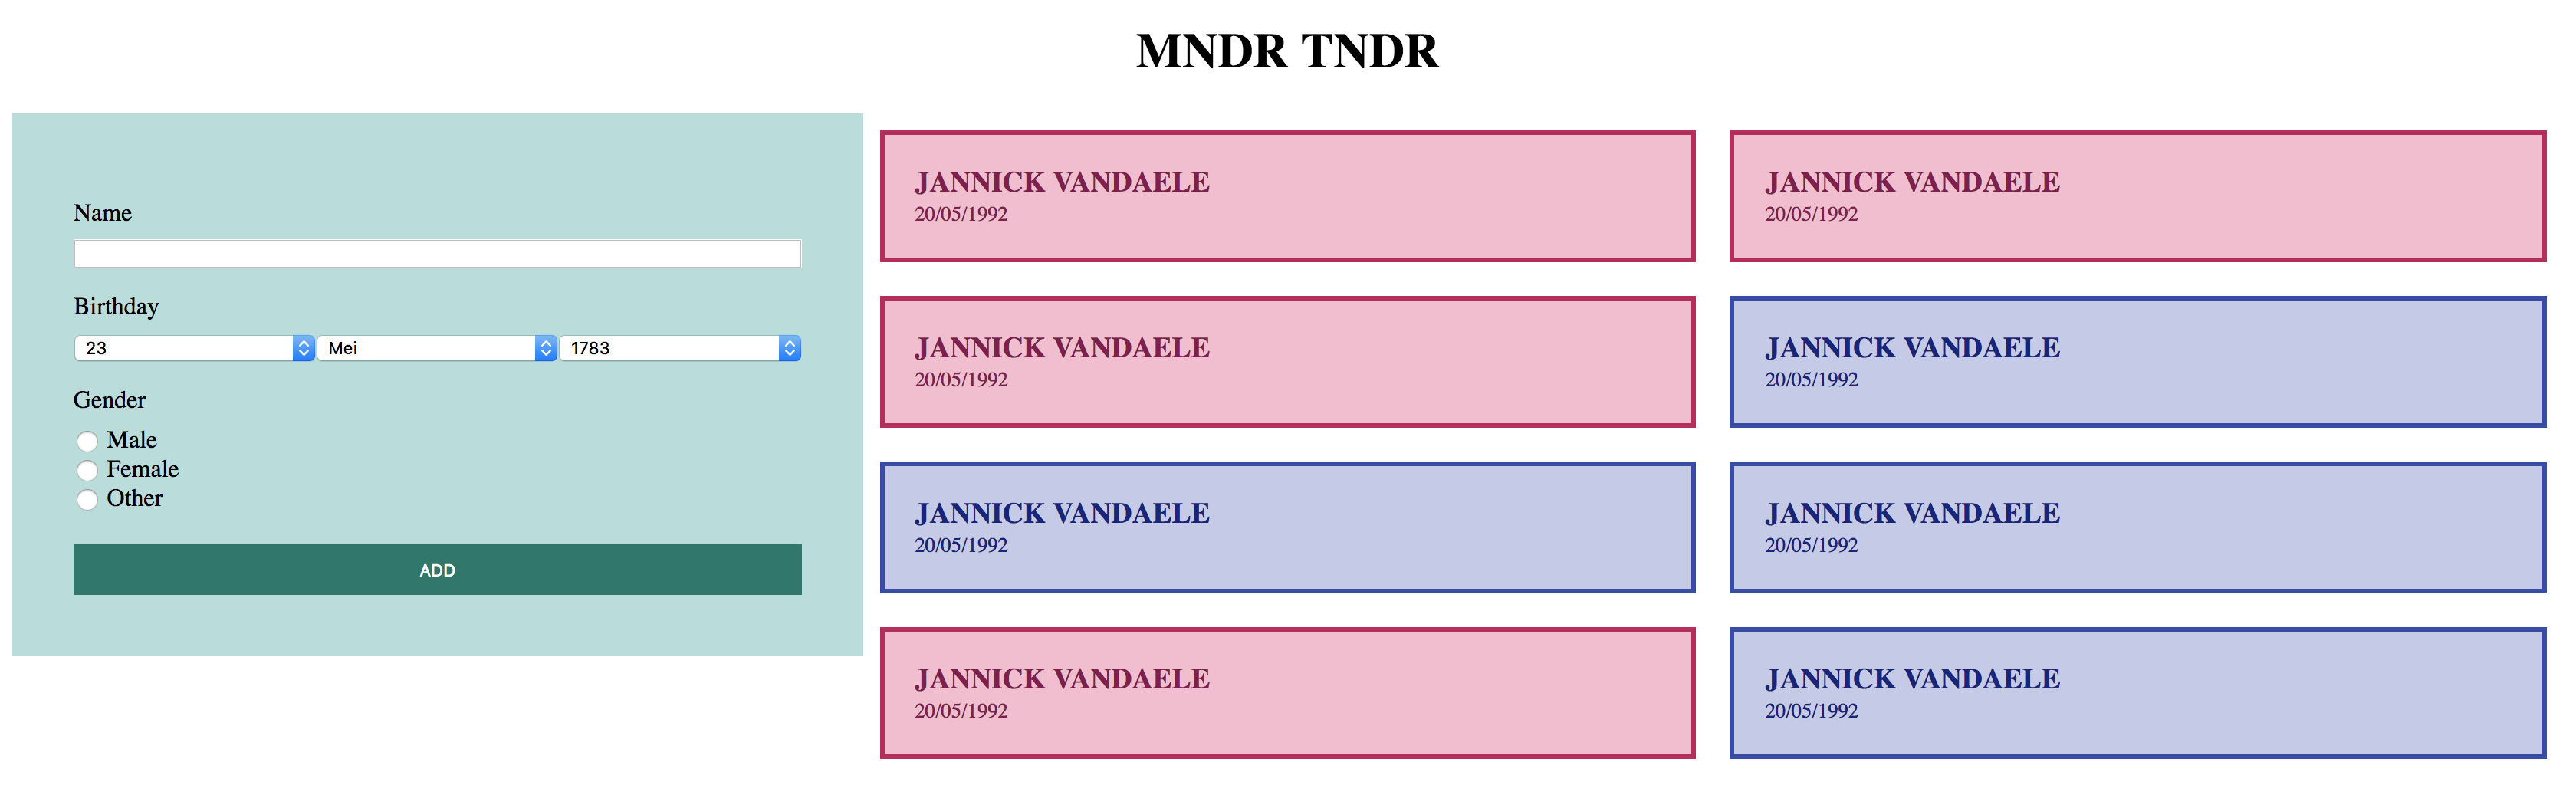 MNDR TNDR
Name
Birthday
23 Mei 1783
Gender
Male
Female
Other
ADD
JANNICK VANDAELE
20/05/1992
JANNICK VANDAELE
20/05/1992
JANNICK VANDAELE
20/05/1992
JANNICK VANDAELE
20/05/1992
JANNICK VANDAELE
20/05/1992
JANNICK VANDAELE
20/05/1992
JANNICK VANDAELE
20/05/1992
JANNICK VANDAELE
20/05/1992